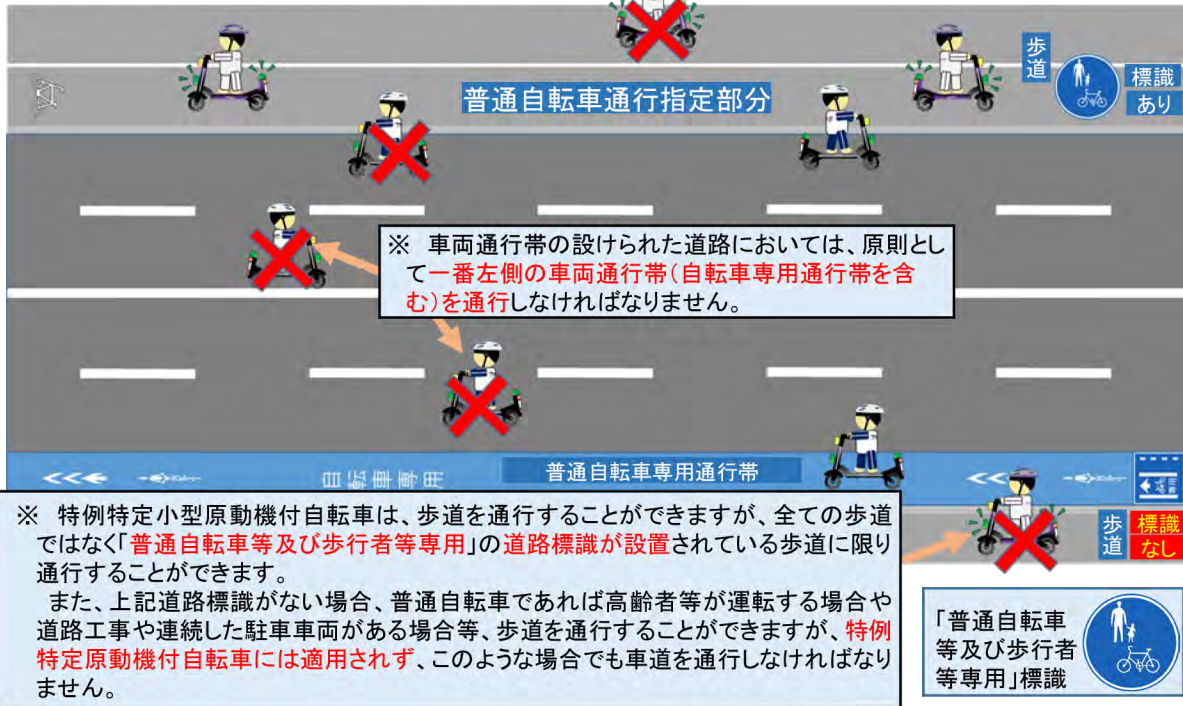 歩道
標識
あり
普通自転車通行指定部分
※ 車両通行帯の設けられた道路においては、原則とし
て一番左側の車両通行帯(自転車専用通行帯を含
む)を通行しなければなりません。
自転車専用
普通自転車専用通行帯
歩道
標識
なし
※ 特例特定小型原動機付自転車は、歩道を通行することができますが、全ての歩道
ではなく「普通自転車等及び歩行者等専用」の道路標識が設置されている歩道に限り
通行することができます。
また、上記道路標識がない場合、普通自転車であれば高齢者等が運転する場合や
道路工事や連続した駐車車両がある場合等、歩道を通行することができますが、特例
特定原動機付自転車には適用されず、このような場合でも車道を通行しなければなり
ません。
「普通自転車
等及び歩行者
等専用」標識